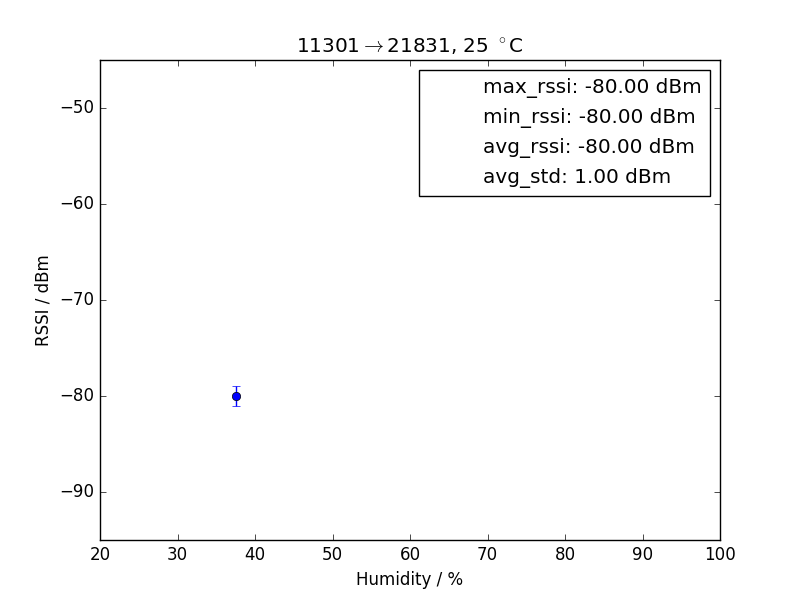 11301→21831, 25 °C
max_rssi: -80.00 dBm
min_rssi: -80.00 dBm
avg_rssi: -80.00 dBm
avg_std: 1.00 dBm
RSSI / dBm
−50
−60
−70
−80
−90
20 30 40 50 60 70 80 90 100
Humidity / %